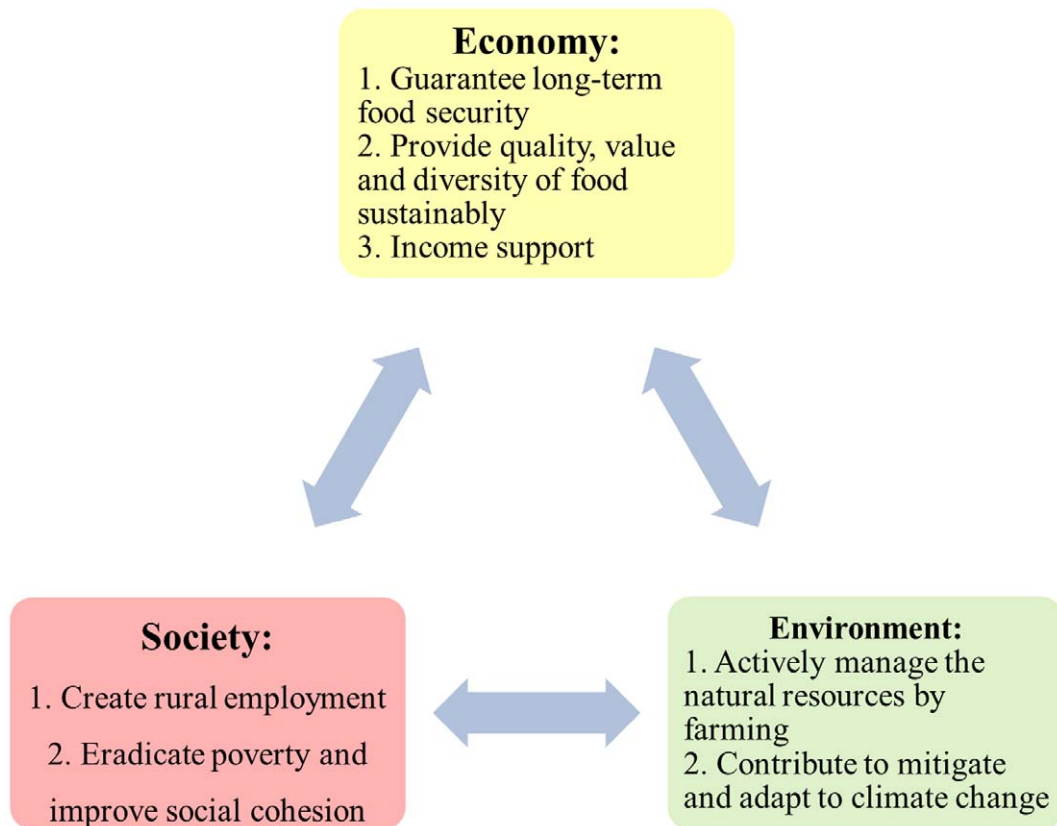 Economy:
1. Guarantee long-term
food security
2. Provide quality, value
and diversity of food
sustainably
3. Income support
Society:
1. Create rural employment
2. Eradicate poverty and
improve social cohesion
Environment:
1. Actively manage the
natural resources by
farming
2. Contribute to mitigate
and adapt to climate change